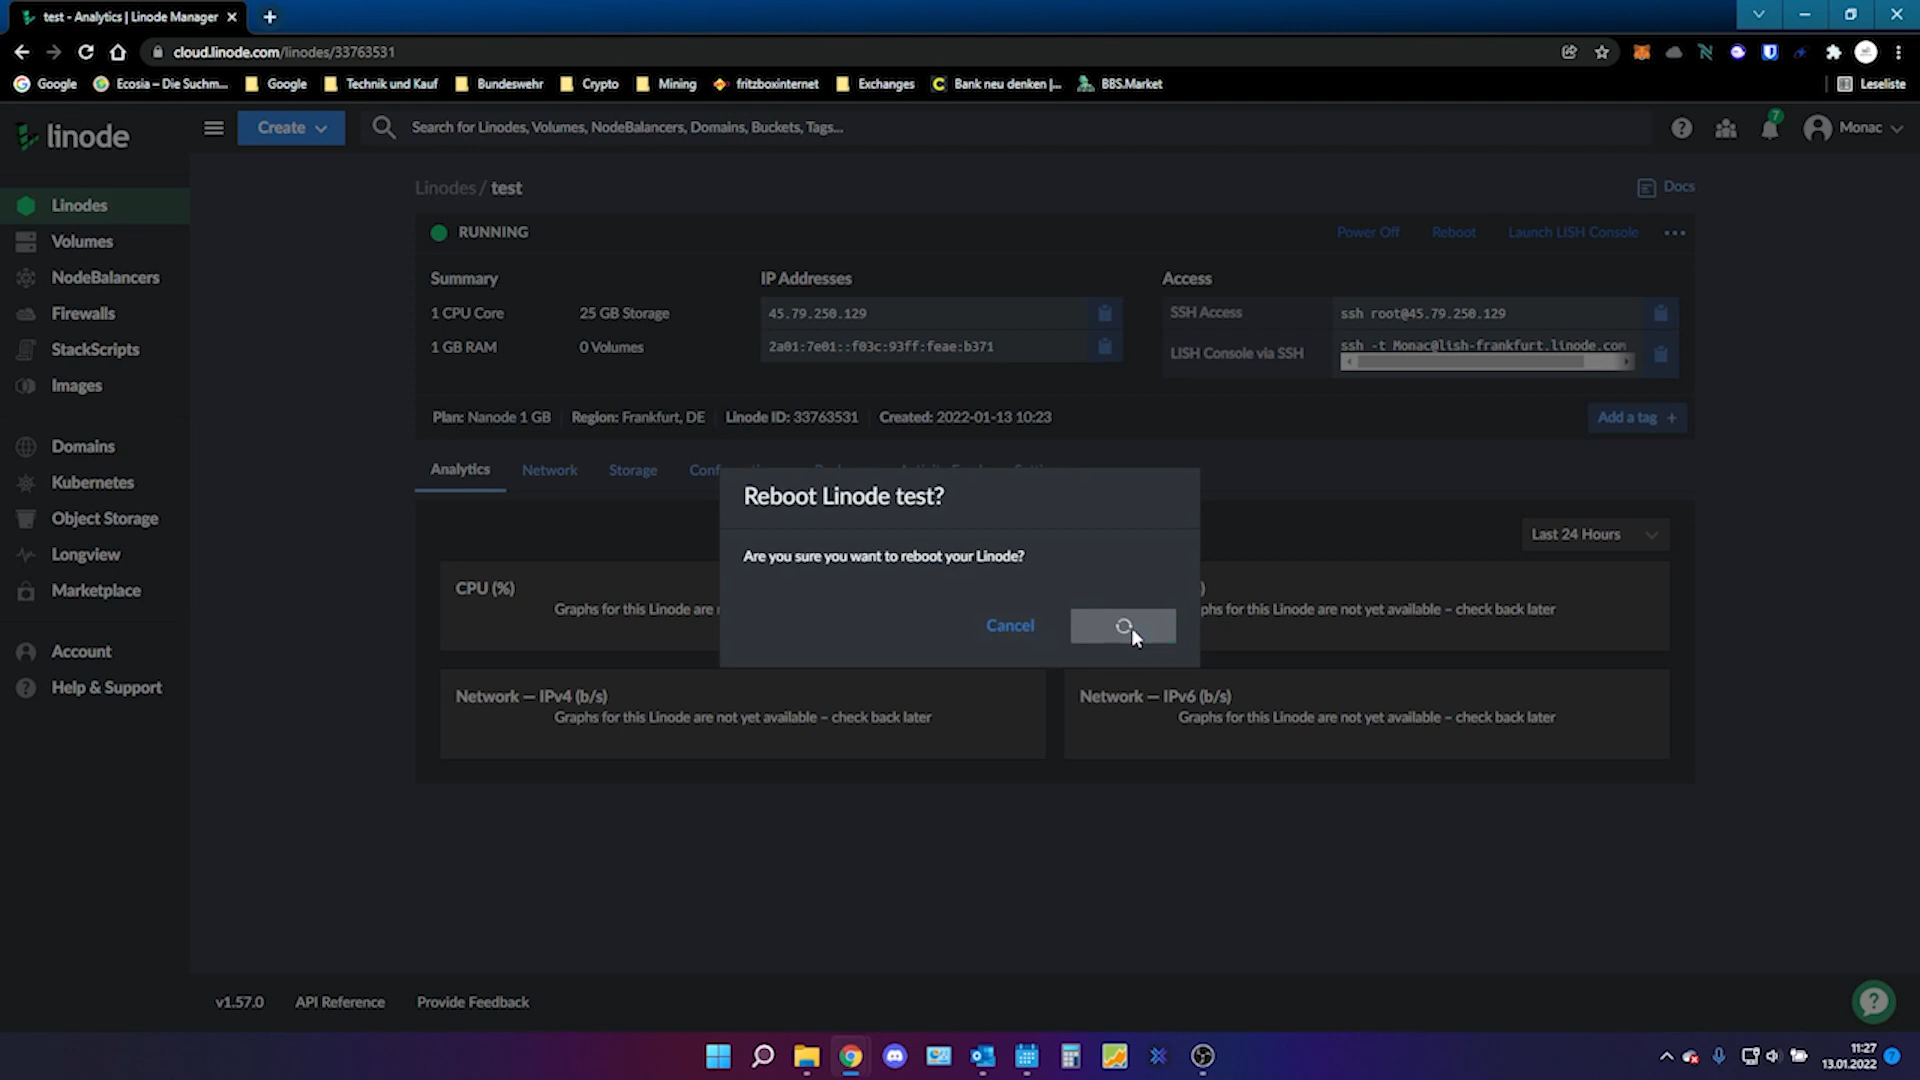 test - Analytics | Linode Manager
cloud.linode.com/linodes/33763531
Google
Ecosia – Die Suchm...
Google
Technik und Kauf
Bundeswehr
Crypto
Mining
fritzboxinternet
Exchanges
Bank neu denken |...
BBS.Market
Leseliste
linode
Create
Search for Linodes, Volumes, NodeBalancers, Domains, Buckets, Tags...
7
Monac
Linodes
Volumes
NodeBalancers
Firewalls
StackScripts
Images
Domains
Kubernetes
Object Storage
Longview
Marketplace
Account
Help & Support
Linodes / test
Docs
RUNNING
Power Off
Reboot
Launch LISH Console
Summary
IP Addresses
Access
1 CPU Core
25 GB Storage
45.79.250.129
SSH Access
ssh root@45.79.250.129
1 GB RAM
0 Volumes
2a01:7e01::f03c:93ff:feae:b371
LISH Console via SSH
ssh -t Monac@lish-frankfurt.linode.com
Plan: Nanode 1 GB
Region: Frankfurt, DE
Linode ID: 33763531
Created: 2022-01-13 10:23
Add a tag +
Analytics
Network
Storage
Reboot Linode test?
Are you sure you want to reboot your Linode?
Cancel
Last 24 Hours
CPU (%)
Graphs for this Linode are
for this Linode are not yet available – check back later
Network — IPv4 (b/s)
Graphs for this Linode are not yet available – check back later
Network — IPv6 (b/s)
Graphs for this Linode are not yet available – check back later
v1.57.0
API Reference
Provide Feedback
11:27
13.01.2022